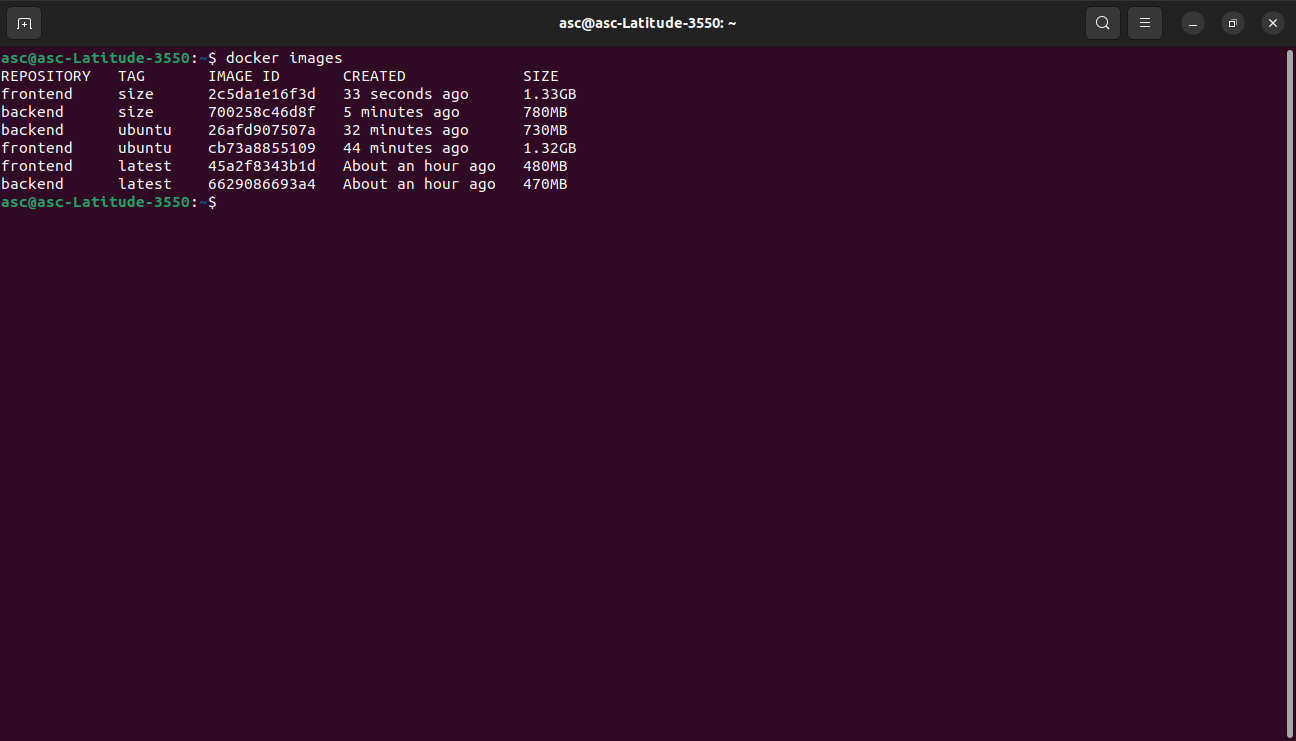 asc@asc-Latitude-3550: ~
asc@asc-Latitude-3550:~$ docker images
REPOSITORY   TAG       IMAGE ID       CREATED             SIZE
frontend     size      2c5da1e16f3d   33 seconds ago      1.33GB
backend      size      700258c46d8f   5 minutes ago       780MB
backend      ubuntu    26afd907507a   32 minutes ago      730MB
frontend     ubuntu    cb73a8855109   44 minutes ago      1.32GB
frontend     latest    45a2f8343b1d   About an hour ago   480MB
backend      latest    6629086693a4   About an hour ago   470MB
asc@asc-Latitude-3550:~$